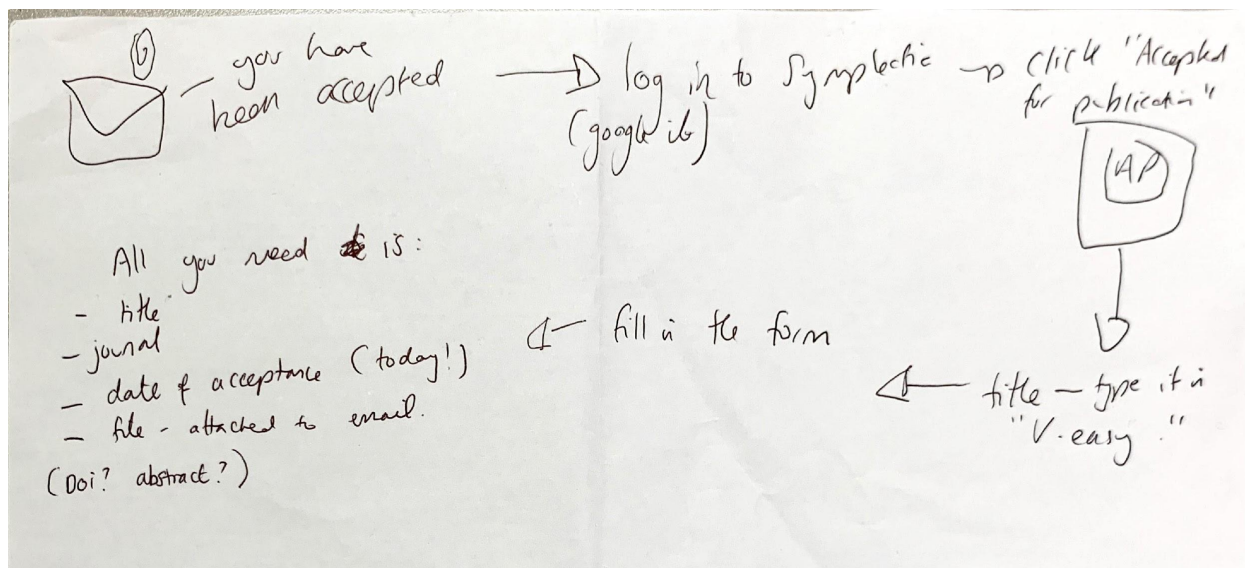 you have
been accepted
log in to Symplectic
(google it)
click "Accepted
for publication"
AP
title - type it in
"V. easy."
fill in the form
All you need is:
- title
- journal
- date of acceptance (today!)
- file - attached to email.
(Doi? abstract?)